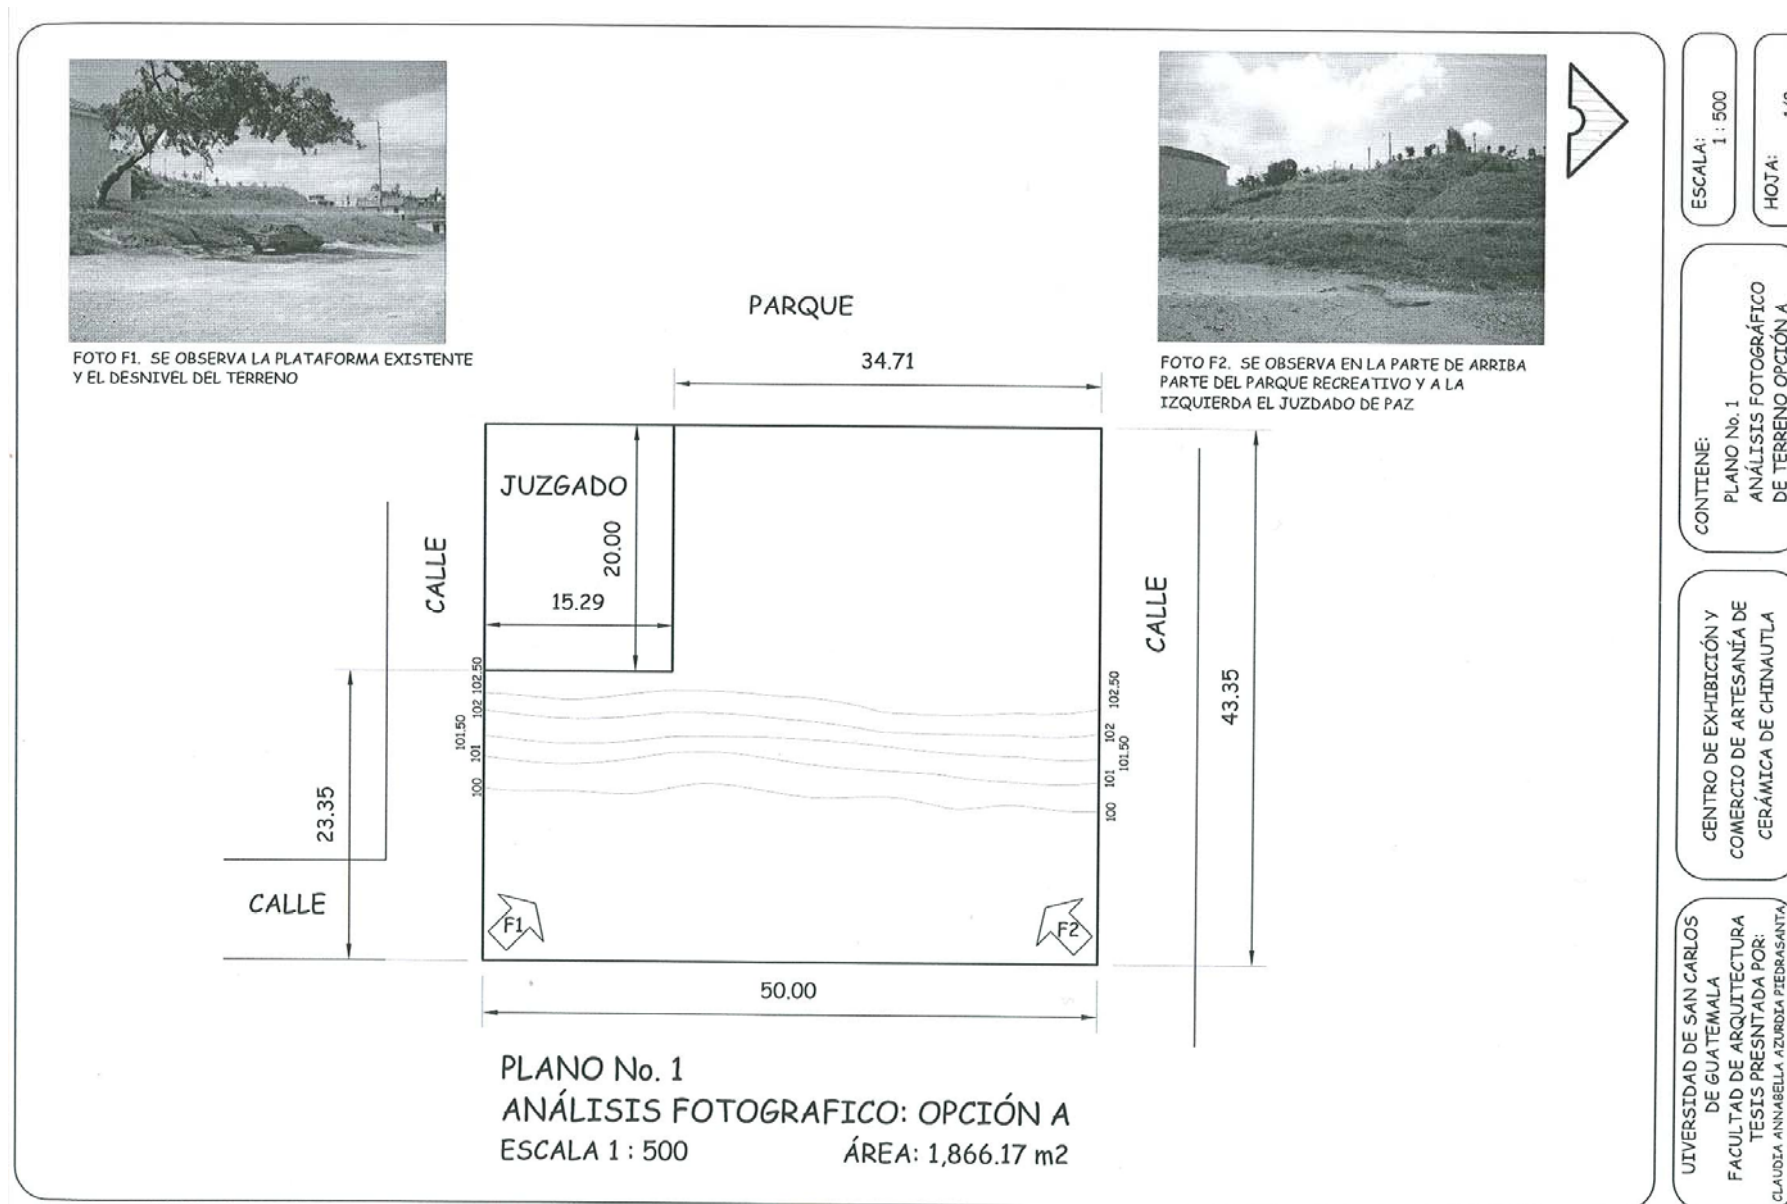 FOTO F1. SE OBSERVA LA PLATAFORMA EXISTENTE
Y EL DESNIVEL DEL TERRENO
FOTO F2. SE OBSERVA EN LA PARTE DE ARRIBA
PARTE DEL PARQUE RECREATIVO Y A LA
IZQUIERDA EL JUZDADO DE PAZ
PARQUE
34.71
JUZGADO
20.00
15.29
CALLE
CALLE
CALLE
43.35
23.35
102.50
102
101.50
101
100
102.50
102
101.50
101
100
F1
F2
50.00
PLANO No. 1
ANÁLISIS FOTOGRAFICO: OPCIÓN A
ESCALA 1 : 500
ÁREA: 1,866.17 m2
ESCALA:
1 : 500
HOJA:
CONTIENE:
PLANO No. 1
ANÁLISIS FOTOGRÁFICO
DE TERRENO OPCIÓN A
CENTRO DE EXHIBICIÓN Y
COMERCIO DE ARTESANÍA DE
CERÁMICA DE CHINAUTLA
UIVERSIDAD DE SAN CARLOS
DE GUATEMALA
FACULTAD DE ARQUITECTURA
TESIS PRESNTADA POR:
CLAUDIA ANNABELLA AZURDIA PIEDRASANTA